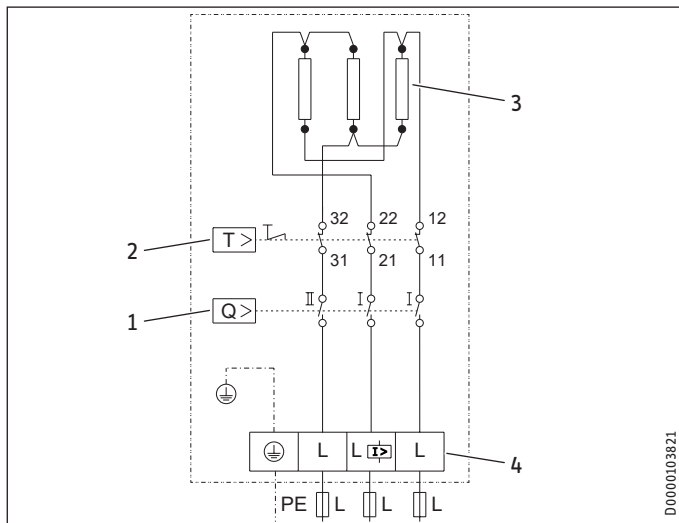 3
32 22 12
2 T>
31 21 11
II I I
1 Q>
L L I> L
4
PE L L L
D0000103821